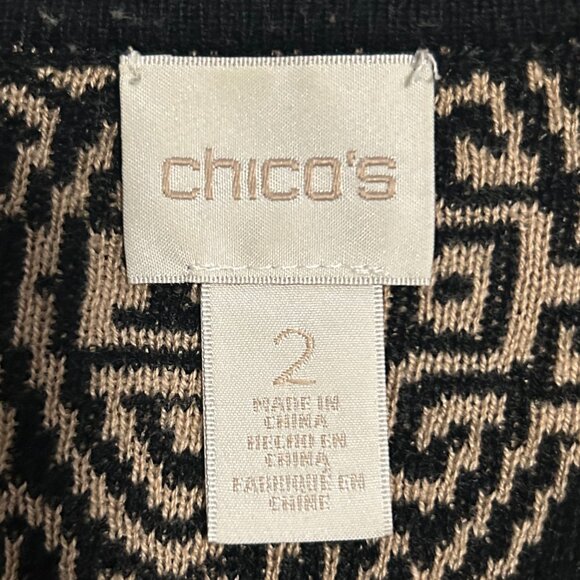 chico's
2
MADE IN
CHINA
HECHO EN
CHINA
FABRIQUÉ EN
CHINE